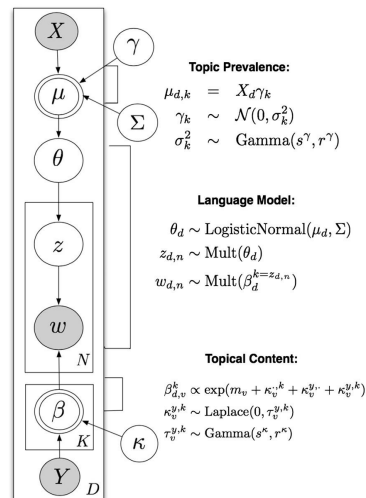 X
γ
μ
Σ
θ
z
w
N
β
K
κ
Y
D
Topic Prevalence:
μ_{d,k} = X_d γ_k
γ_k ∼ 𝒩(0, σ_k^2)
σ_k^2 ∼ Gamma(s^γ, r^γ)
Language Model:
θ_d ∼ LogisticNormal(μ_d, Σ)
z_{d,n} ∼ Mult(θ_d)
w_{d,n} ∼ Mult(β_d^{k=z_{d,n}})
Topical Content:
β_{d,v}^k ∝ exp(m_v + κ_v^{·,k} + κ_v^{y,·} + κ_v^{y,k})
κ_v^{y,k} ∼ Laplace(0, τ_v^{y,k})
τ_v^{y,k} ∼ Gamma(s^κ, r^κ)